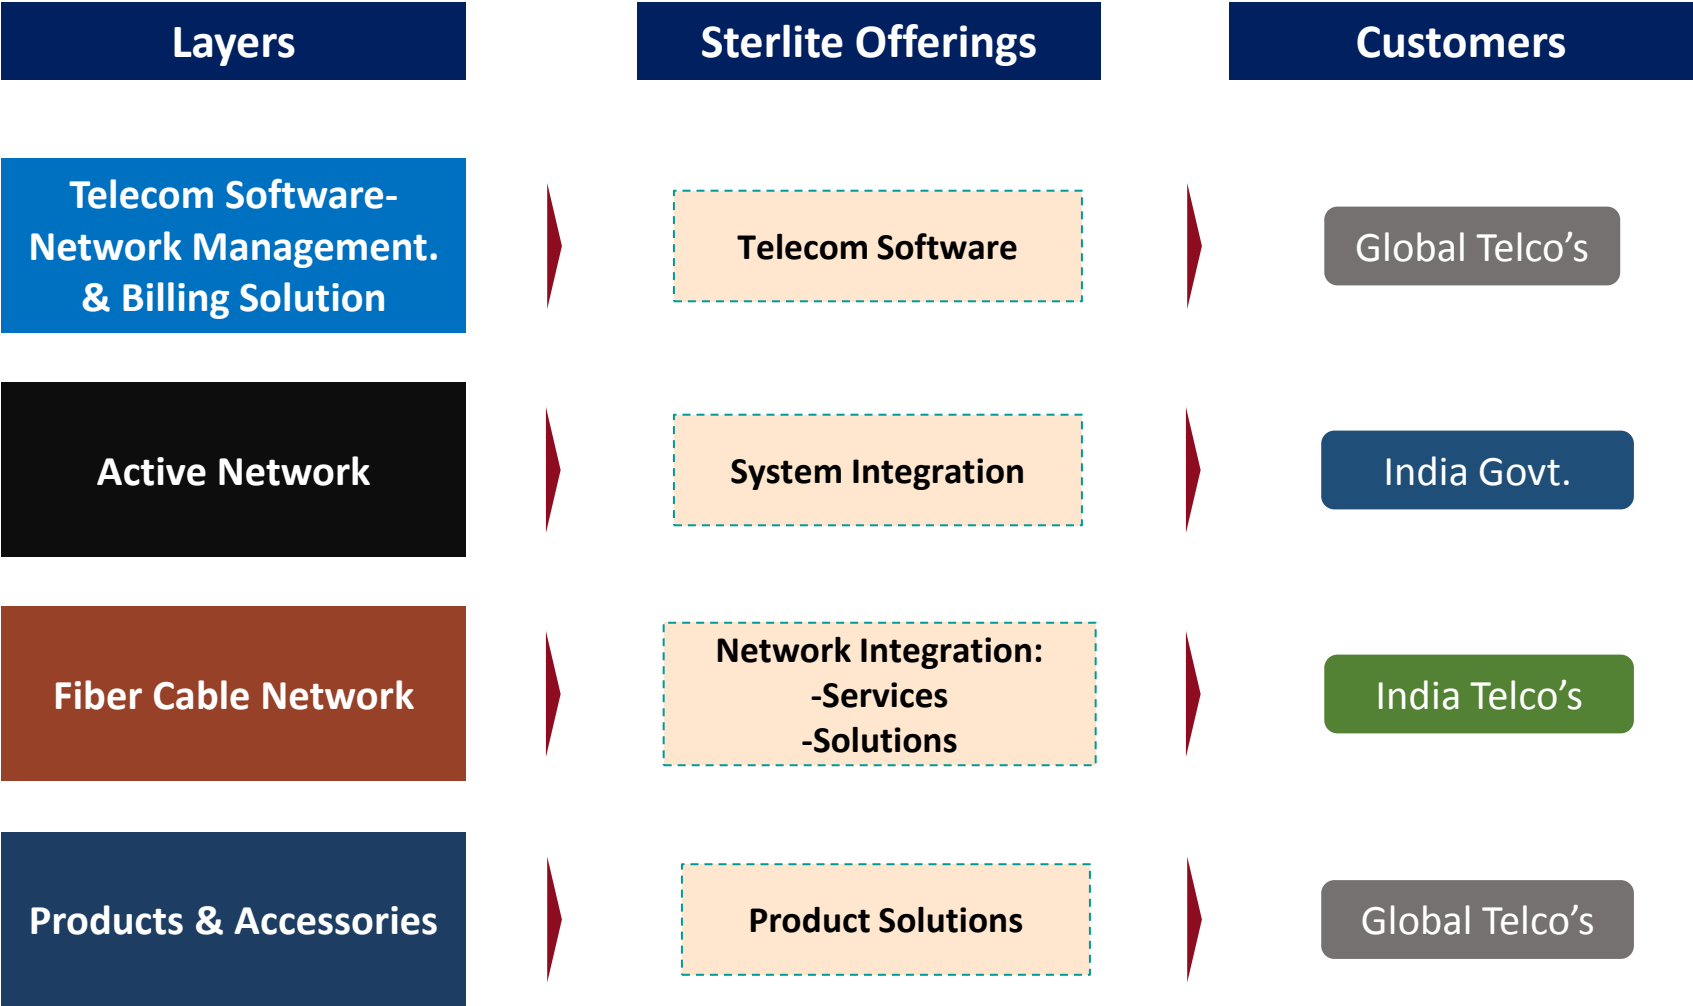 Layers
Sterlite Offerings
Customers
Telecom Software-
Network Management.
& Billing Solution
Telecom Software
Global Telco’s
Active Network
System Integration
India Govt.
Fiber Cable Network
Network Integration:
-Services
-Solutions
India Telco’s
Products & Accessories
Product Solutions
Global Telco’s